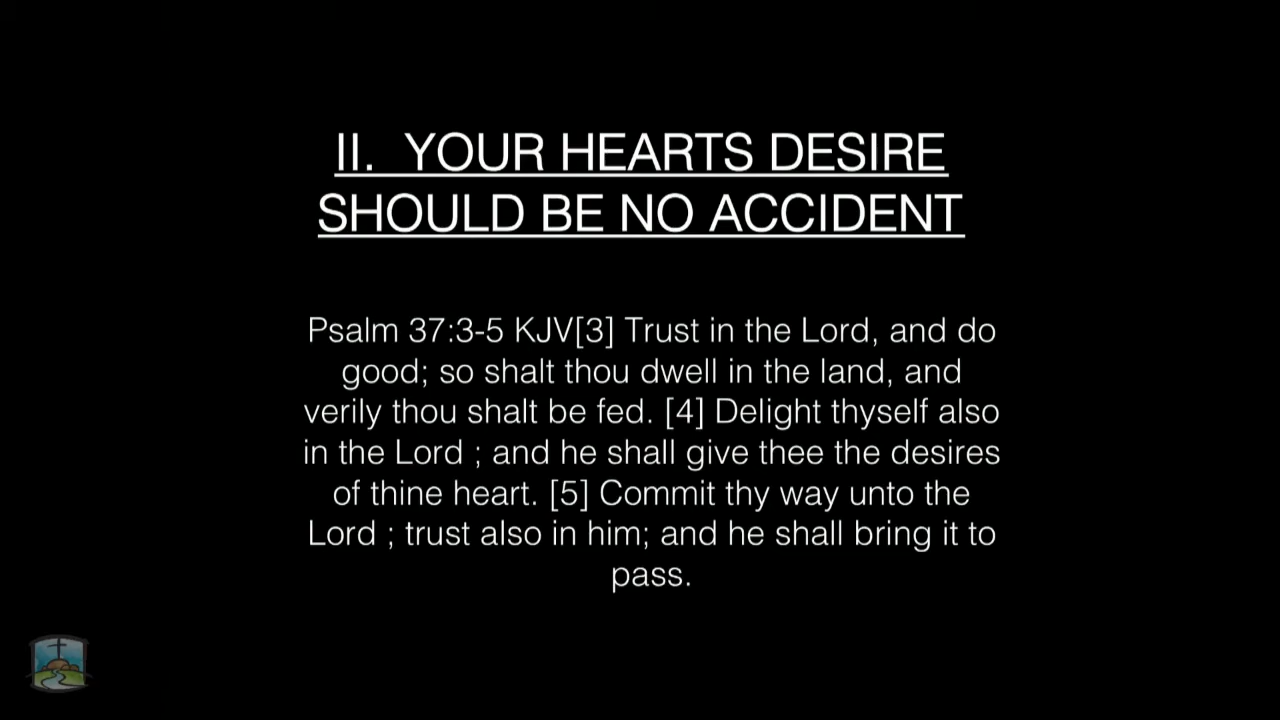 II.  YOUR HEARTS DESIRE
SHOULD BE NO ACCIDENT
Psalm 37:3-5 KJV[3] Trust in the Lord, and do
good; so shalt thou dwell in the land, and
verily thou shalt be fed. [4] Delight thyself also
in the Lord ; and he shall give thee the desires
of thine heart. [5] Commit thy way unto the
Lord ; trust also in him; and he shall bring it to
pass.